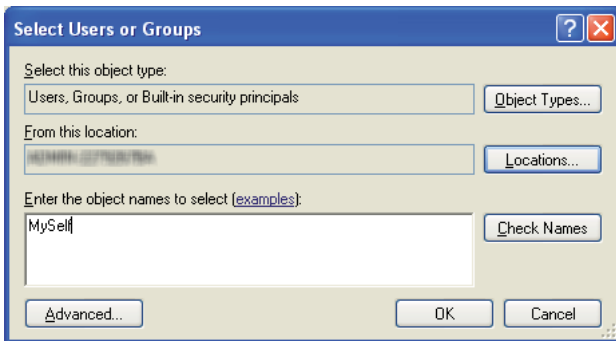 Select Users or Groups
Select this object type:
Users, Groups, or Built-in security principals
Object Types...
From this location:
Locations...
Enter the object names to select (examples):
MySelf
Check Names
Advanced...
OK
Cancel